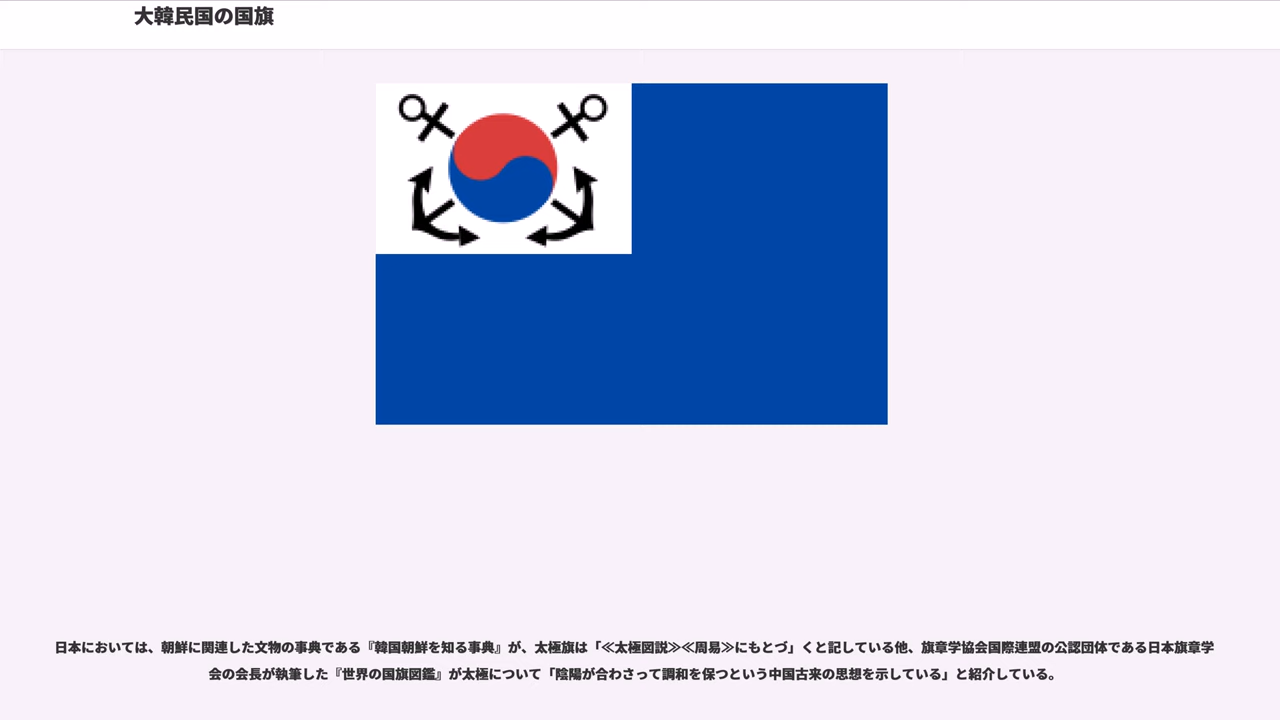 大韓民国の国旗
日本においては、朝鮮に関連した文物の事典である『韓国朝鮮を知る事典』が、太極旗は「≪太極図説≫≪周易≫にもとづ」くと記している他、旗章学協会国際連盟の公認団体である日本旗章学
会の会長が執筆した『世界の国旗図鑑』が太極について「陰陽が合わさって調和を保つという中国古来の思想を示している」と紹介している。